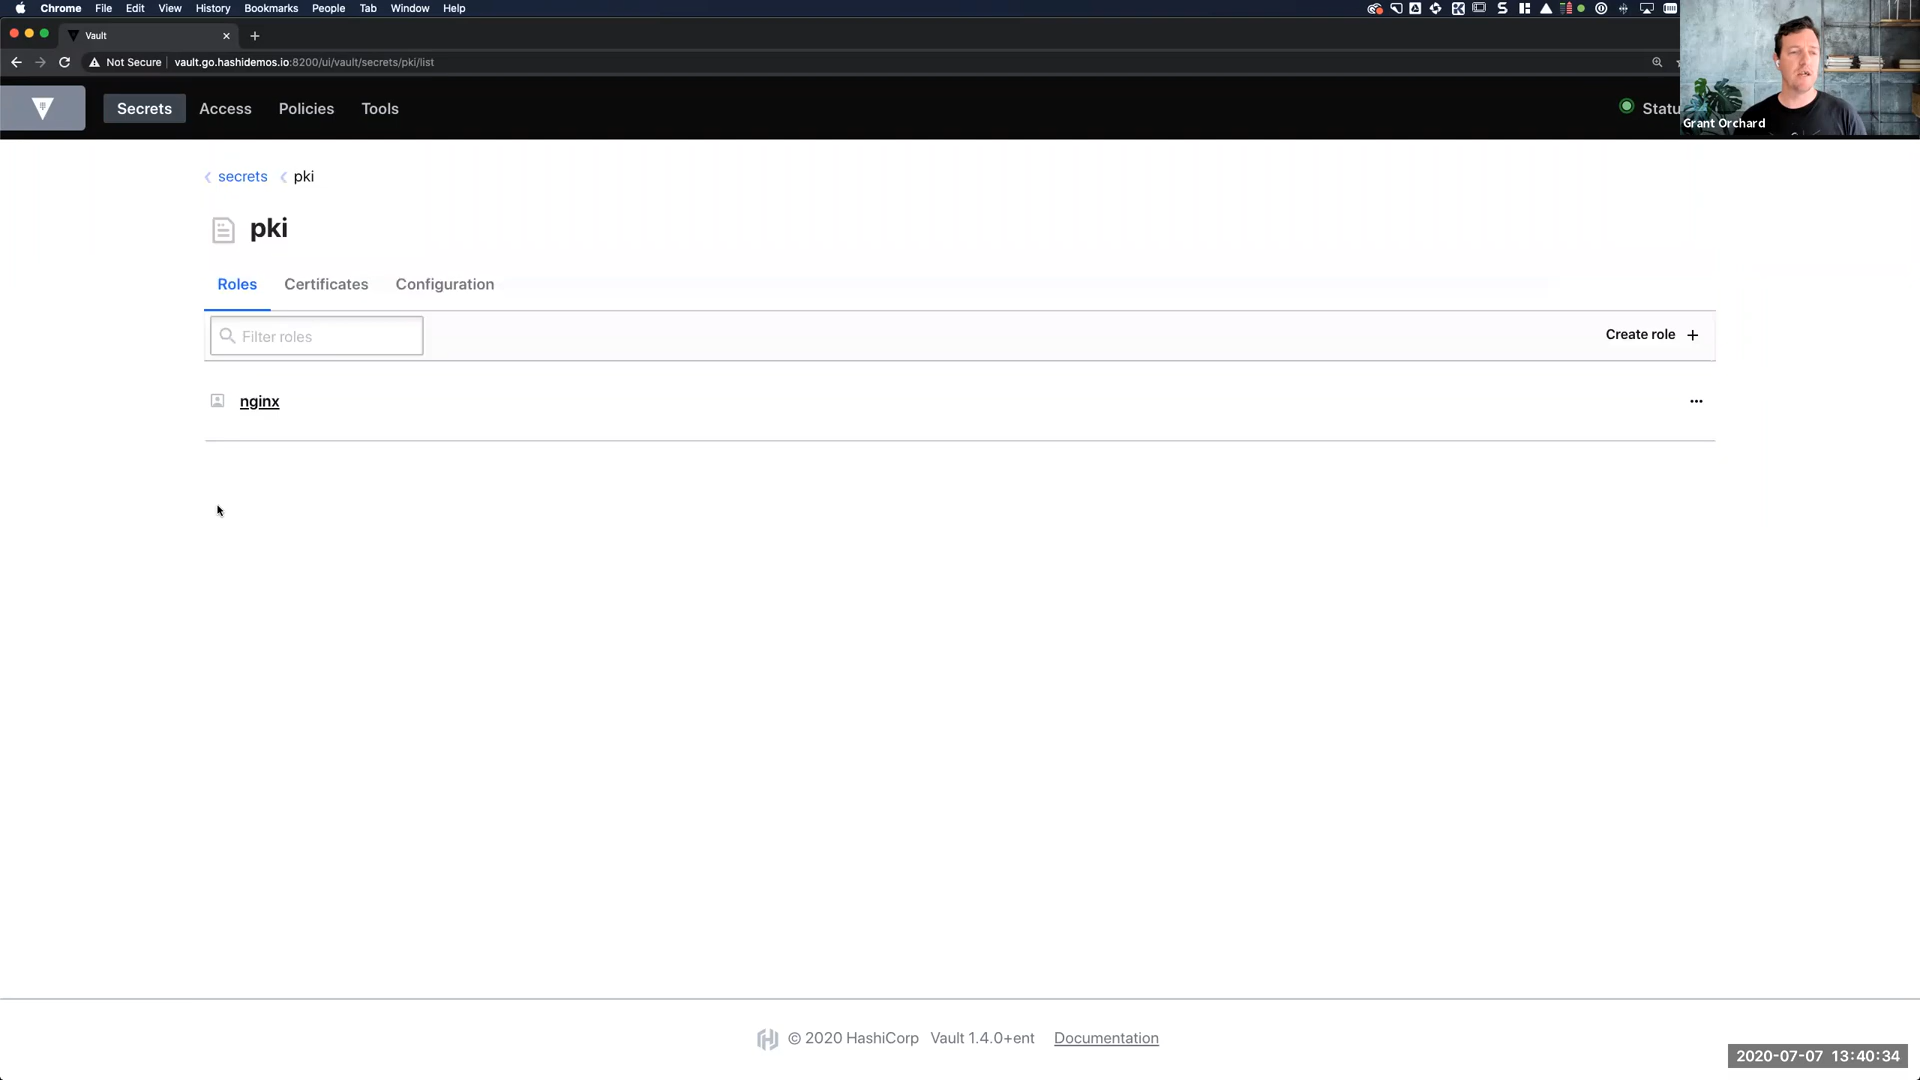 Chrome File Edit View History Bookmarks People Tab Window Help
Vault
Not Secure vault.go.hashidemos.io:8200/ui/vault/secrets/pki/list
Secrets Access Policies Tools
Statu
Grant Orchard
secrets pki
pki
Roles Certificates Configuration
Filter roles
Create role +
nginx
© 2020 HashiCorp Vault 1.4.0+ent Documentation
2020-07-07 13:40:34